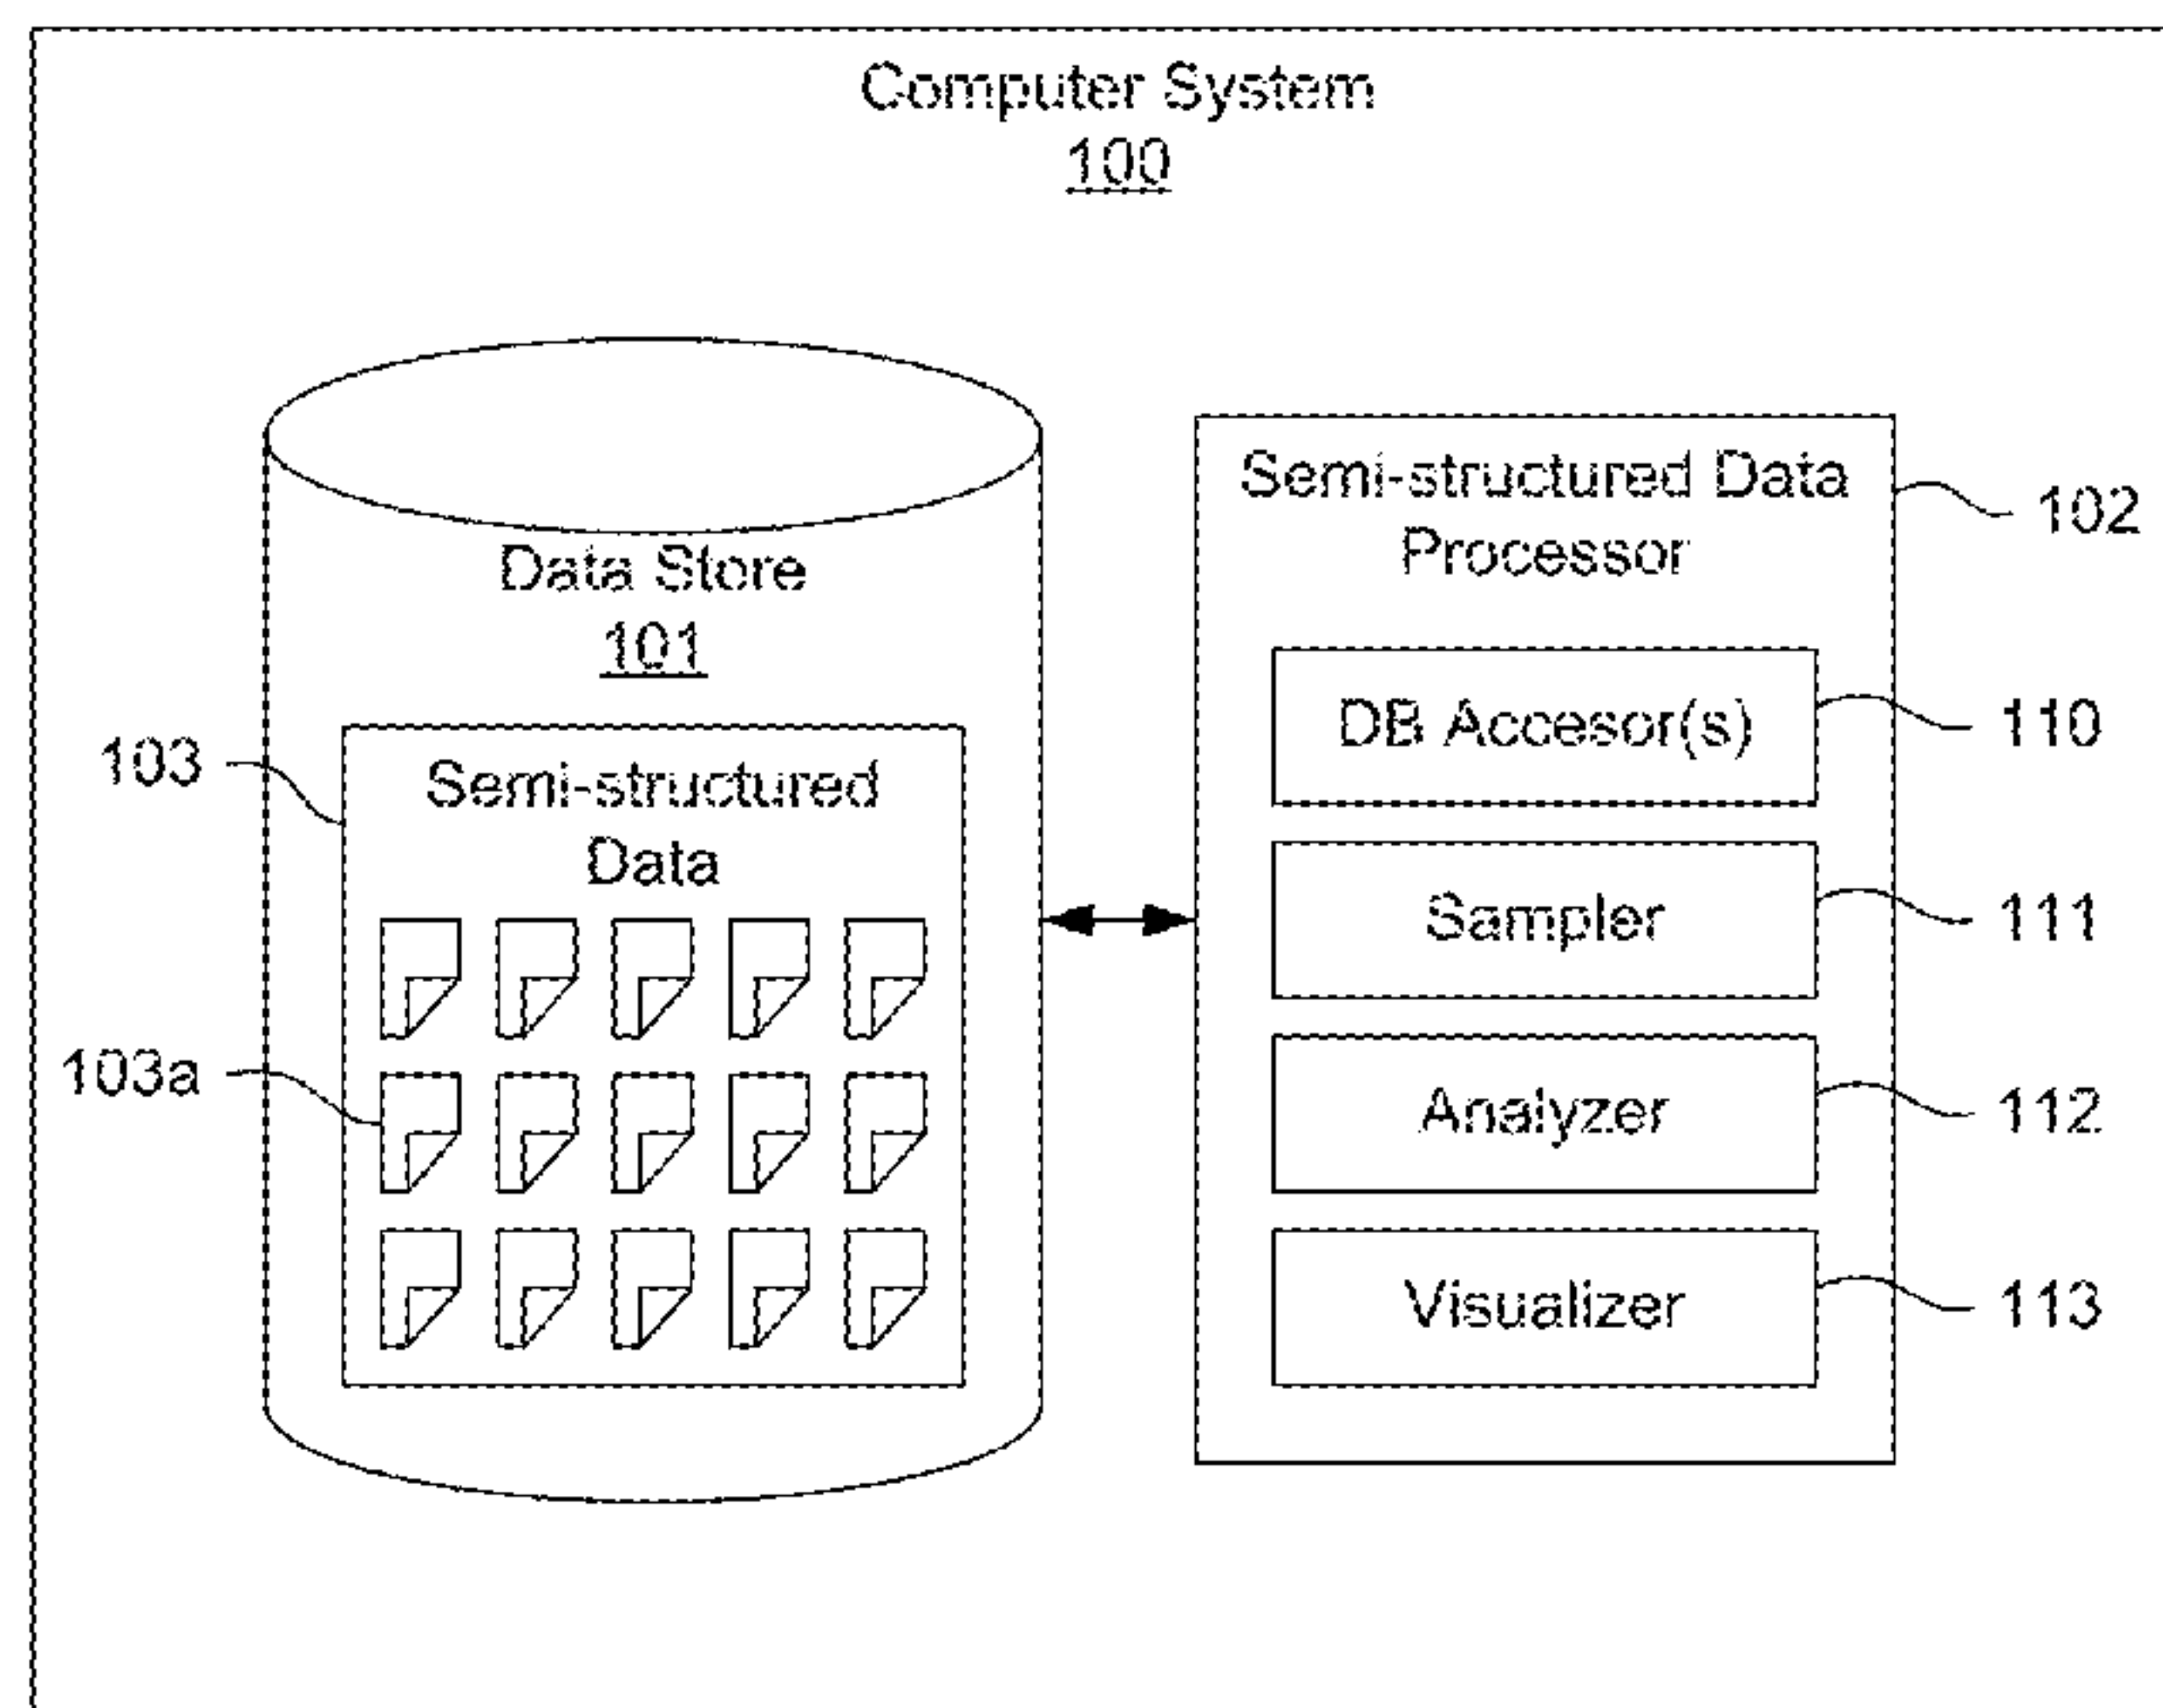 Computer System
100
Data Store
101
103
Semi-structured
Data
103a
Semi-structured Data
Processor
102
DB Accesor(s)
110
Sampler
111
Analyzer
112
Visualizer
113